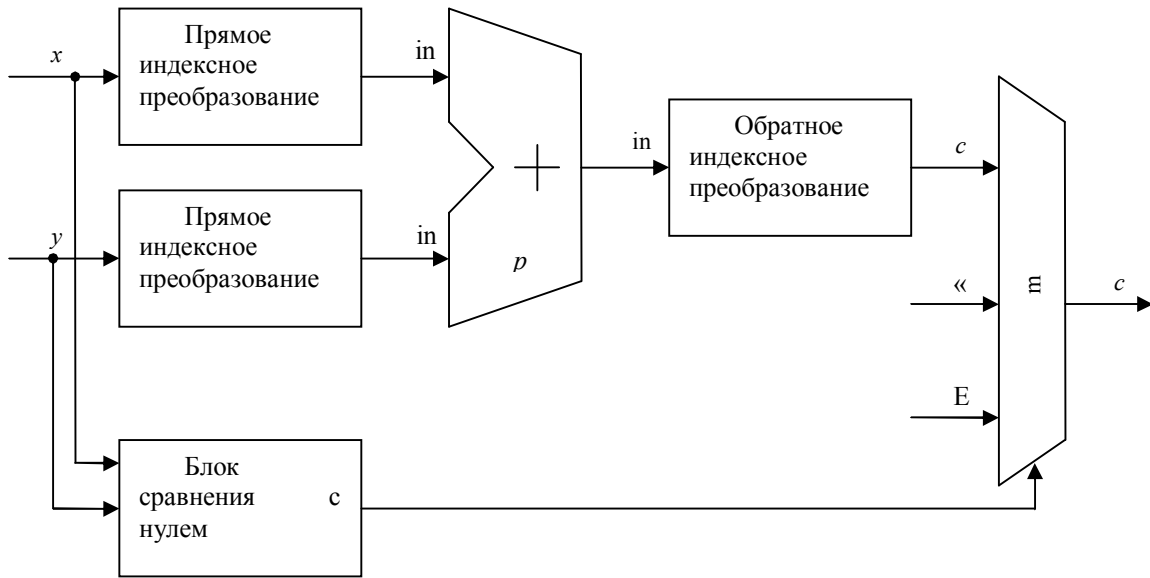 x
Прямое
индексное
преобразование
in
y
Прямое
индексное
преобразование
in
+
p
in
Обратное
индексное
преобразование
c
«
E
m
c
Блок
сравнения с
нулем